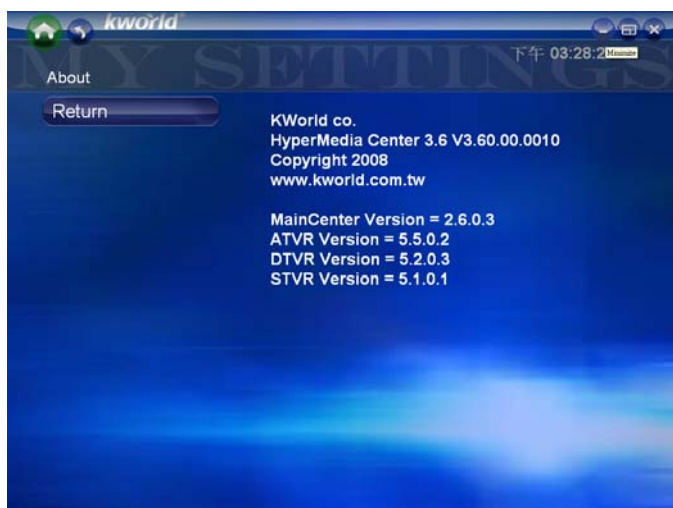 kworld
MY SETTINGS
下午 03:28:2
Minimize
About
Return
KWorld co.
HyperMedia Center 3.6 V3.60.00.0010
Copyright 2008
www.kworld.com.tw
MainCenter Version = 2.6.0.3
ATVR Version = 5.5.0.2
DTVR Version = 5.2.0.3
STVR Version = 5.1.0.1